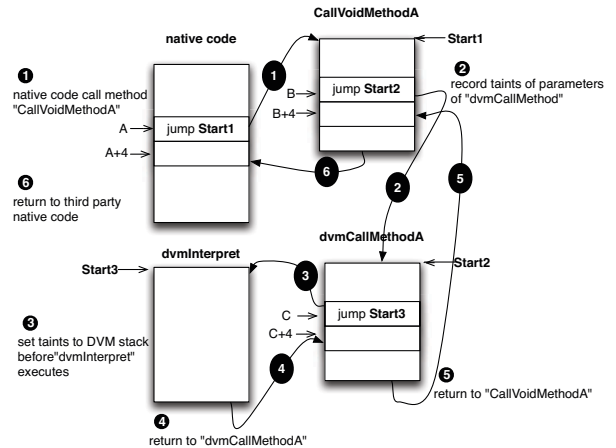 CallVoidMethodA
native code
Start1
1
native code call method
"CallVoidMethodA"
1
2
record taints of parameters
of "dvmCallMethod"
A
jump Start1
A+4
B
jump Start2
B+4
6
return to third party
native code
6
2
5
dvmInterpret
dvmCallMethodA
Start3
Start2
3
C
jump Start3
C+4
3
set taints to DVM stack
before"dvmInterpret"
executes
4
5
return to "CallVoidMethodA"
4
return to "dvmCallMethodA"